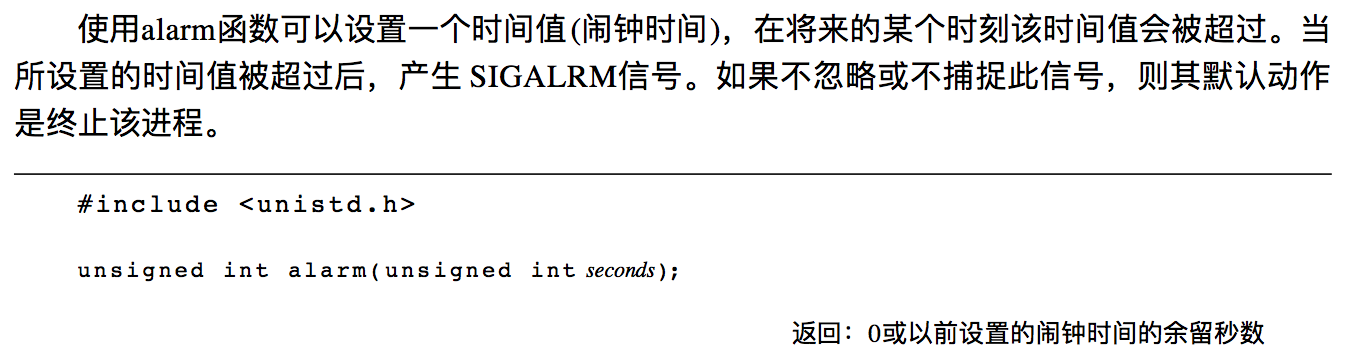 使用alarm函数可以设置一个时间值(闹钟时间)，在将来的某个时刻该时间值会被超过。当
所设置的时间值被超过后，产生 SIGALRM信号。如果不忽略或不捕捉此信号，则其默认动作
是终止该进程。
#include <unistd.h>
unsigned int alarm(unsigned int seconds);
返回：0或以前设置的闹钟时间的余留秒数